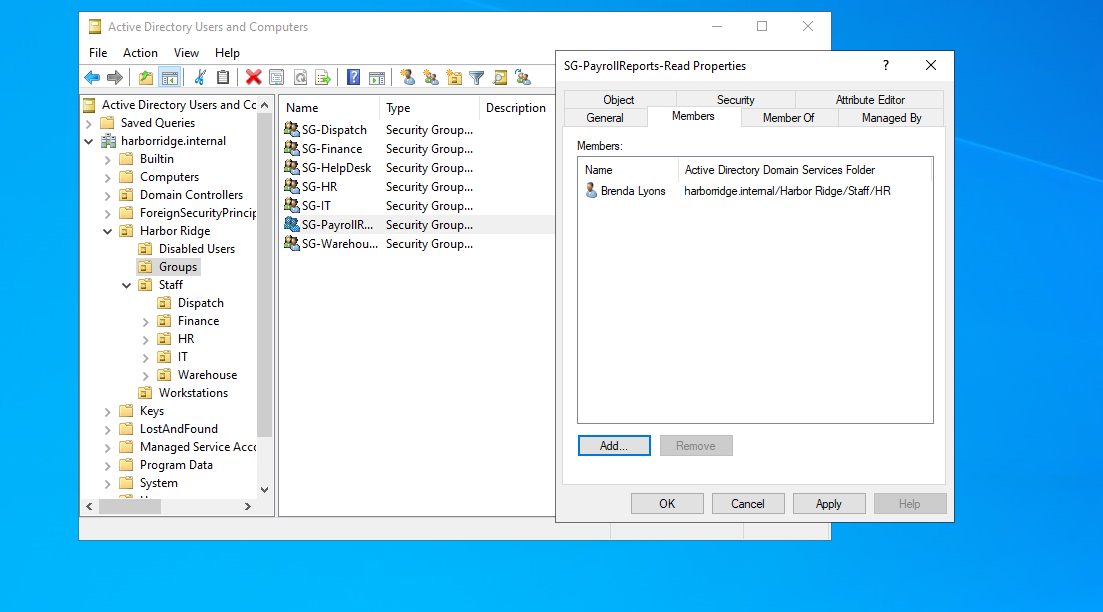 Active Directory Users and Computers
File Action View Help
Active Directory Users and Cc
Saved Queries
harborridge.internal
Builtin
Computers
Domain Controllers
ForeignSecurityPrincip
Harbor Ridge
Disabled Users
Groups
Staff
Dispatch
Finance
HR
IT
Warehouse
Workstations
Keys
LostAndFound
Managed Service Acco
Program Data
System
Name Type Description
SG-Dispatch Security Group...
SG-Finance Security Group...
SG-HelpDesk Security Group...
SG-HR Security Group...
SG-IT Security Group...
SG-PayrollR... Security Group...
SG-Warehou... Security Group...
SG-PayrollReports-Read Properties
Object Security Attribute Editor
General Members Member Of Managed By
Members:
Name Active Directory Domain Services Folder
Brenda Lyons harborridge.internal/Harbor Ridge/Staff/HR
Add... Remove
OK Cancel Apply Help